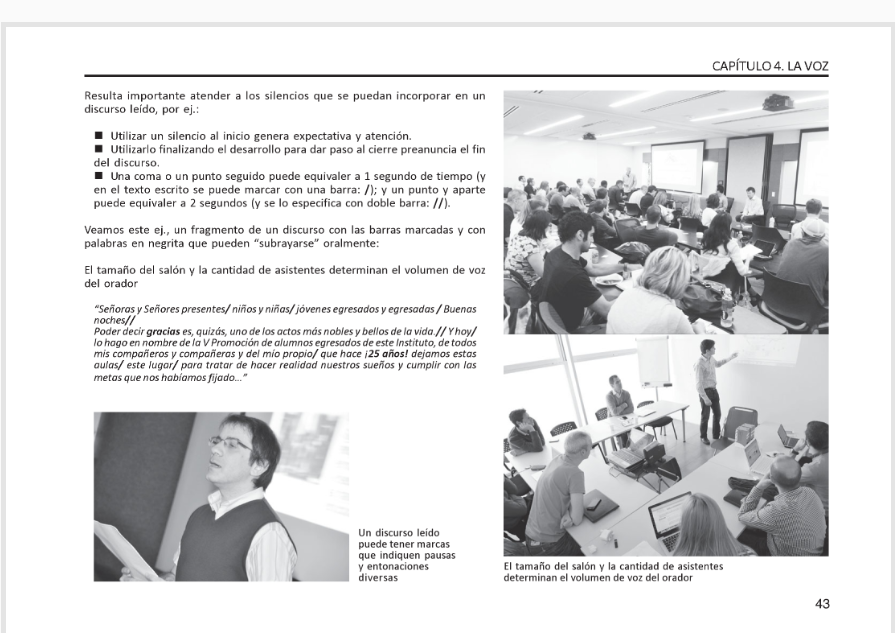 CAPÍTULO 4. LA VOZ
Resulta importante atender a los silencios que se puedan incorporar en un
discurso leído, por ej.:
■ Utilizar un silencio al inicio genera expectativa y atención.
■ Utilizarlo finalizando el desarrollo para dar paso al cierre preanuncia el fin
del discurso.
■ Una coma o un punto seguido puede equivaler a 1 segundo de tiempo (y
en el texto escrito se puede marcar con una barra: /); y un punto y aparte
puede equivaler a 2 segundos (y se lo especifica con doble barra: //).
Veamos este ej., un fragmento de un discurso con las barras marcadas y con
palabras en negrita que pueden “subrayarse” oralmente:
El tamaño del salón y la cantidad de asistentes determinan el volumen de voz
del orador
“Señoras y Señores presentes/ niños y niñas/ jóvenes egresados y egresadas / Buenas
noches//
Poder decir gracias es, quizás, uno de los actos más nobles y bellos de la vida.// Y hoy/
lo hago en nombre de la V Promoción de alumnos egresados de este Instituto, de todos
mis compañeros y compañeras y del mío propio/ que hace ¡25 años! dejamos estas
aulas/ este lugar/ para tratar de hacer realidad nuestros sueños y cumplir con las
metas que nos habíamos fijado...”
Un discurso leído
puede tener marcas
que indiquen pausas
y entonaciones
diversas
El tamaño del salón y la cantidad de asistentes
determinan el volumen de voz del orador
43